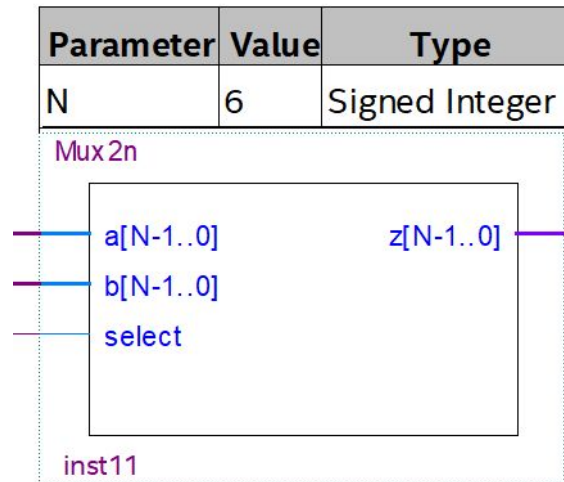 Parameter Value Type
N 6 Signed Integer
Mux2n
a[N-1..0] z[N-1..0]
b[N-1..0]
select
inst11